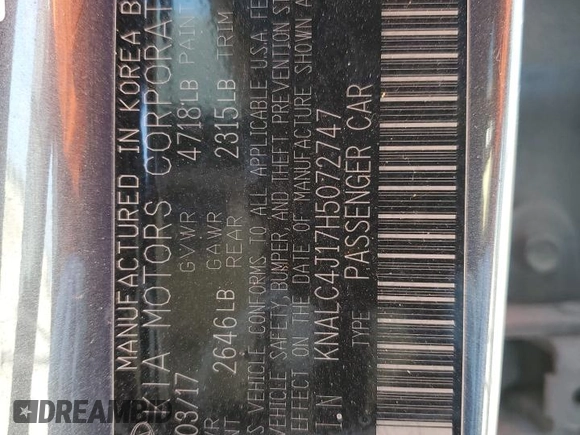 MANUFACTURED IN KOREA B
KIA MOTORS CORPORAT
03/17 GVWR 4718LB PAIN
WR 2646LB GAWR 2315LB TRIM
NT REAR
S VEHICLE CONFORMS TO ALL APPLICABLE U.S.A FE
VEHICLE SAFETY, BUMPER, AND THEFT PREVENTION S
EFFECT ON THE DATE OF MANUFACTURE SHOWN A
I.N KNALC4J17H5072747
TYPE PASSENGER CAR
DREAMBID